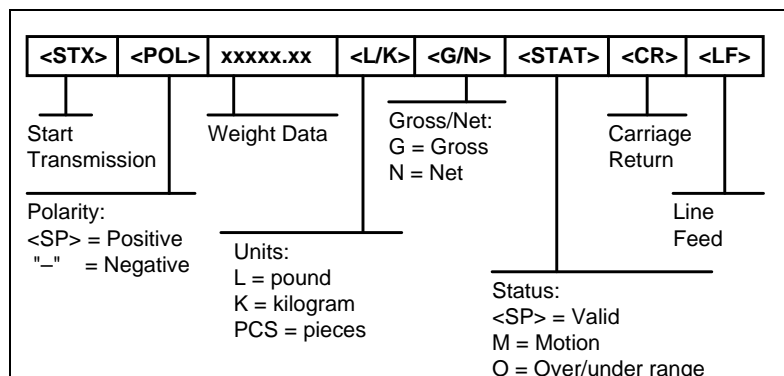 <STX> <POL> xxxxx.xx <L/K> <G/N> <STAT> <CR> <LF>
Start
Transmission
Weight Data
Gross/Net:
G = Gross
N = Net
Carriage
Return
Polarity:
<SP> = Positive
"–" = Negative
Units:
L = pound
K = kilogram
PCS = pieces
Line
Feed
Status:
<SP> = Valid
M = Motion
O = Over/under range